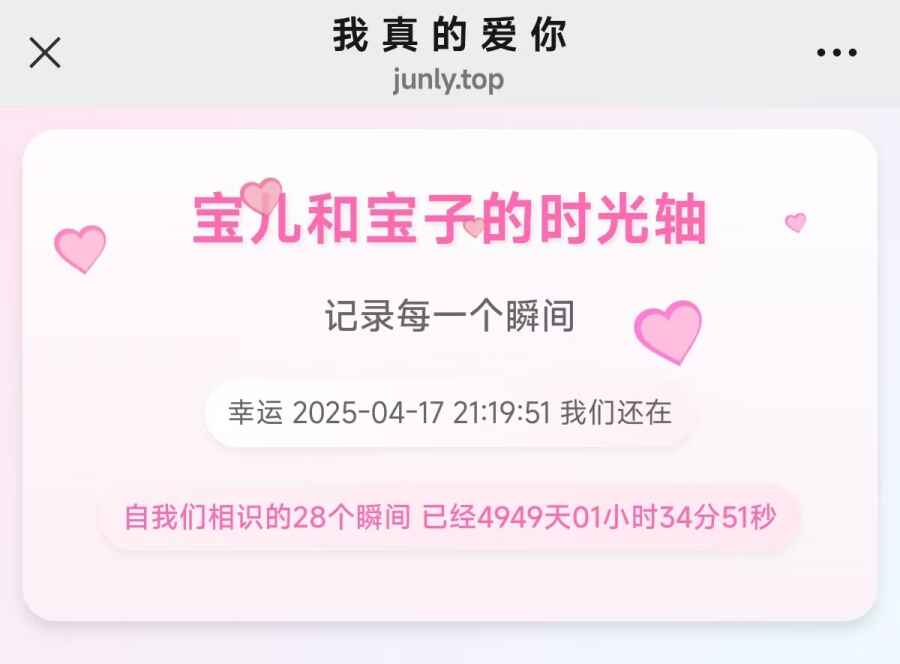 我真的爱你
junly.top
宝儿和宝子的时光轴
记录每一个瞬间
幸运 2025-04-17 21:19:51 我们还在
自我们相识的28个瞬间 已经4949天01小时34分51秒